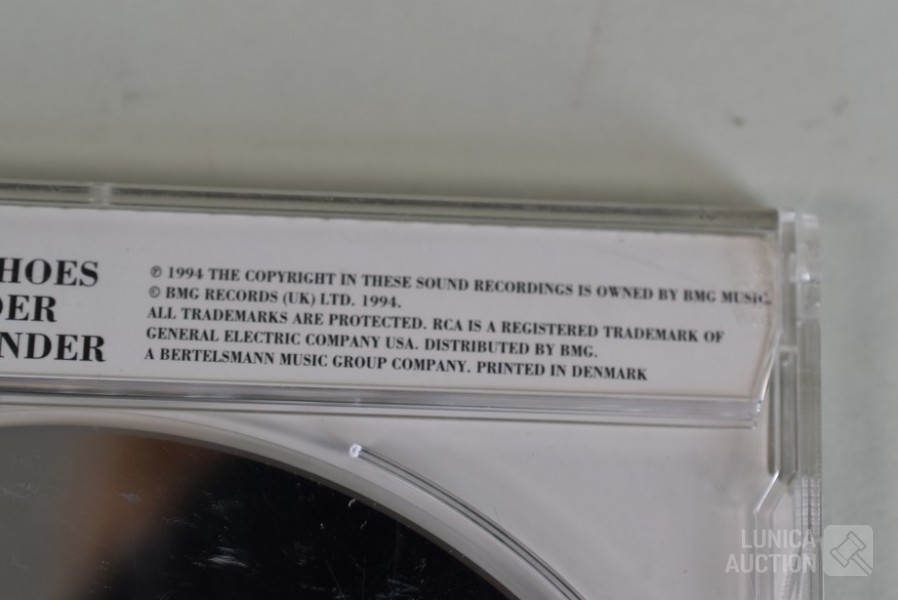 HOES
DER
NDER
℗ 1994 THE COPYRIGHT IN THESE SOUND RECORDINGS IS OWNED BY BMG MUSIC.
© BMG RECORDS (UK) LTD. 1994.
ALL TRADEMARKS ARE PROTECTED. RCA IS A REGISTERED TRADEMARK OF
GENERAL ELECTRIC COMPANY USA. DISTRIBUTED BY BMG.
A BERTELSMANN MUSIC GROUP COMPANY. PRINTED IN DENMARK
LUNICA
AUCTION